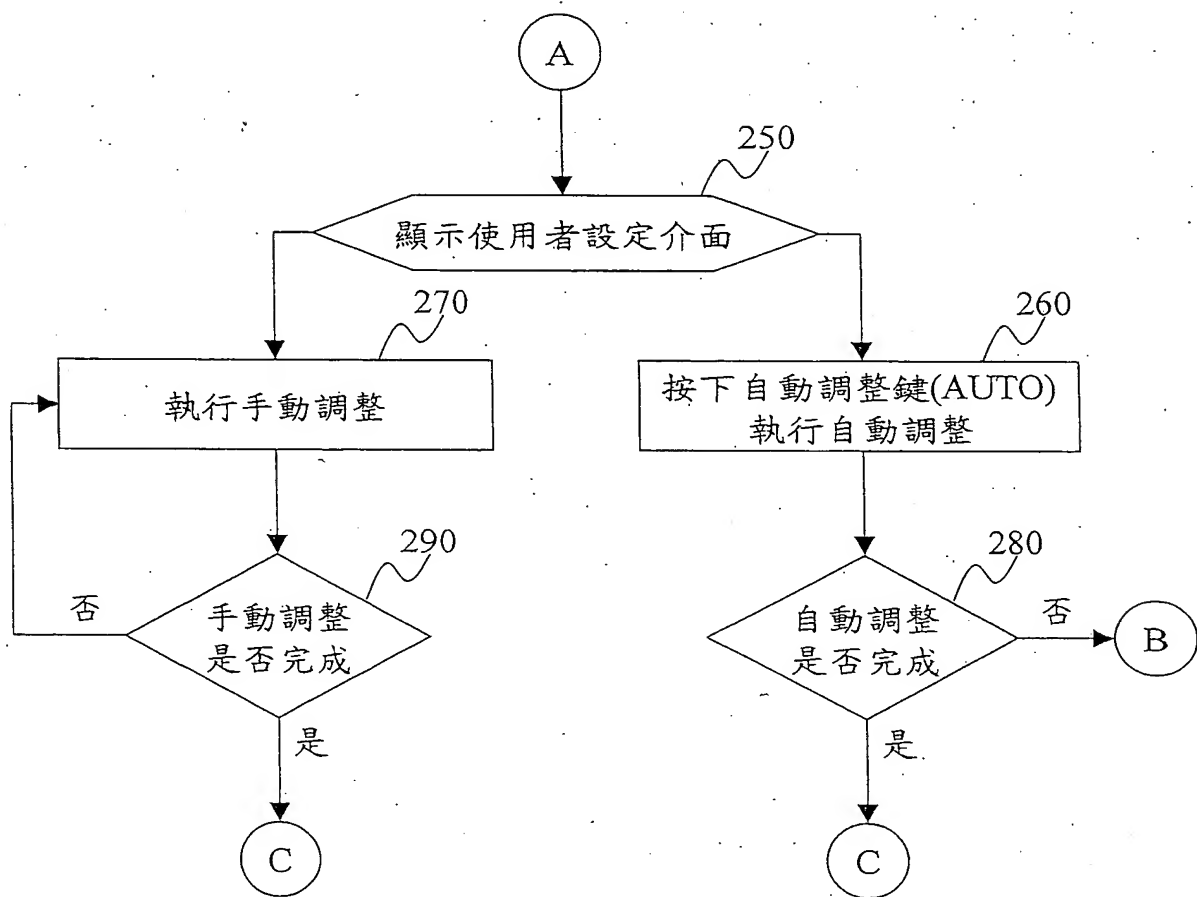 A
250
顯示使用者設定介面
270
260
執行手動調整
按下自動調整鍵(AUTO)
執行自動調整
290
280
否
手動調整
是否完成
自動調整
是否完成
否
B
是
是
C
C